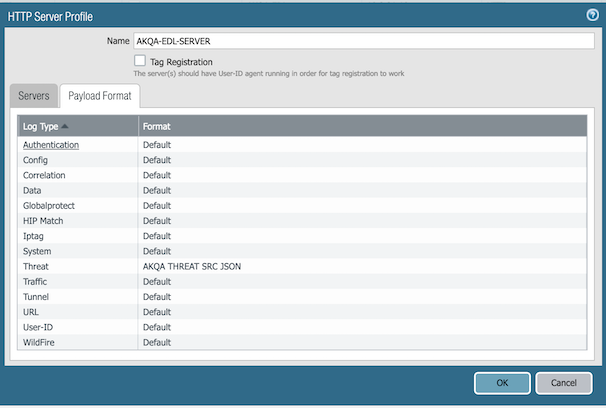 HTTP Server Profile
Name AKQA-EDL-SERVER
Tag Registration
The server(s) should have User-ID agent running in order for tag registration to work
Servers Payload Format
Log Type Format
Authentication Default
Config Default
Correlation Default
Data Default
Globalprotect Default
HIP Match Default
Iptag Default
System Default
Threat AKQA THREAT SRC JSON
Traffic Default
Tunnel Default
URL Default
User-ID Default
WildFire Default
OK Cancel